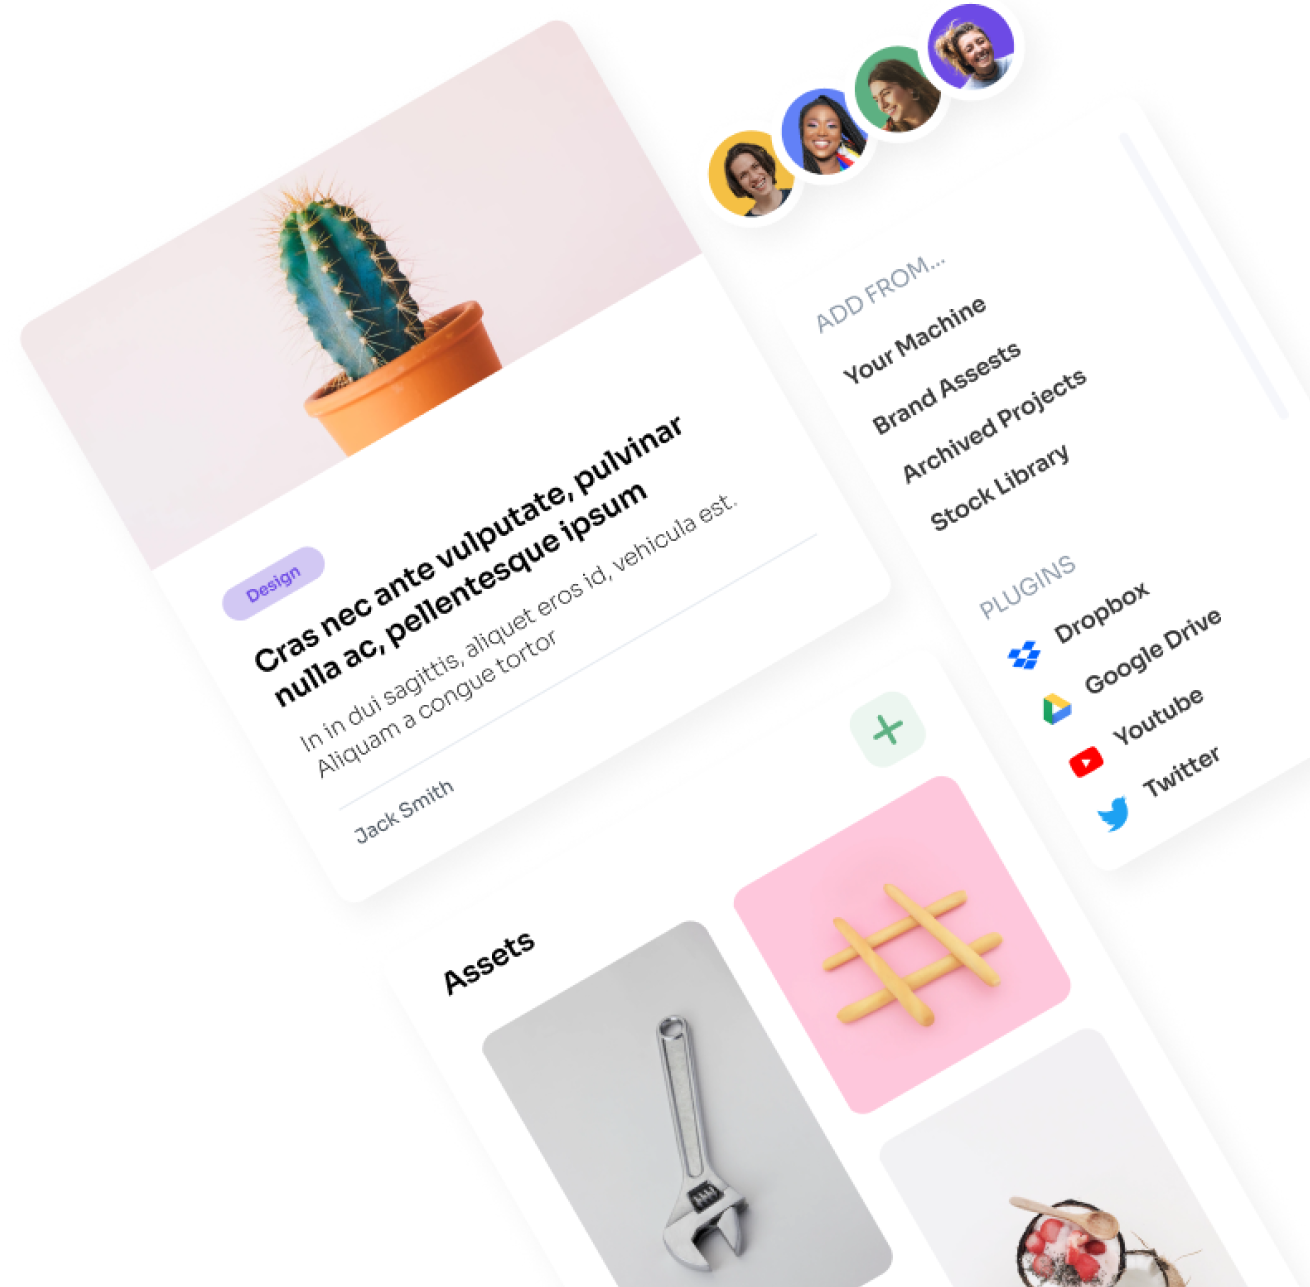 Design
Cras nec ante vulputate, pulvinar
nulla ac, pellentesque ipsum
In in dui sagittis, aliquet eros id, vehicula est.
Aliquam a congue tortor
Jack Smith
ADD FROM...
Your Machine
Brand Assests
Archived Projects
Stock Library
PLUGINS
Dropbox
Google Drive
Youtube
Twitter
Assets